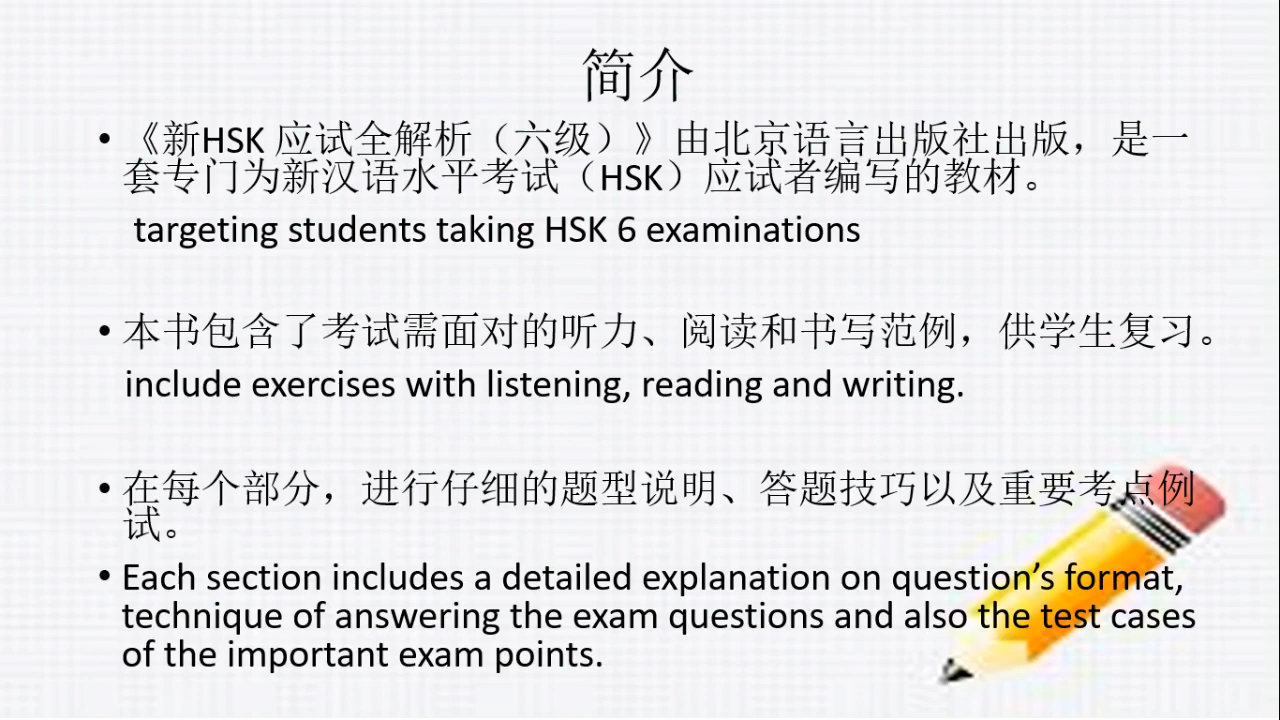 简介
• 《新HSK 应试全解析（六级）》由北京语言出版社出版，是一
套专门为新汉语水平考试（HSK）应试者编写的教材。
targeting students taking HSK 6 examinations
• 本书包含了考试需面对的听力、阅读和书写范例，供学生复习。
include exercises with listening, reading and writing.
• 在每个部分，进行仔细的题型说明、答题技巧以及重要考点例
试。
• Each section includes a detailed explanation on question’s format,
technique of answering the exam questions and also the test cases
of the important exam points.